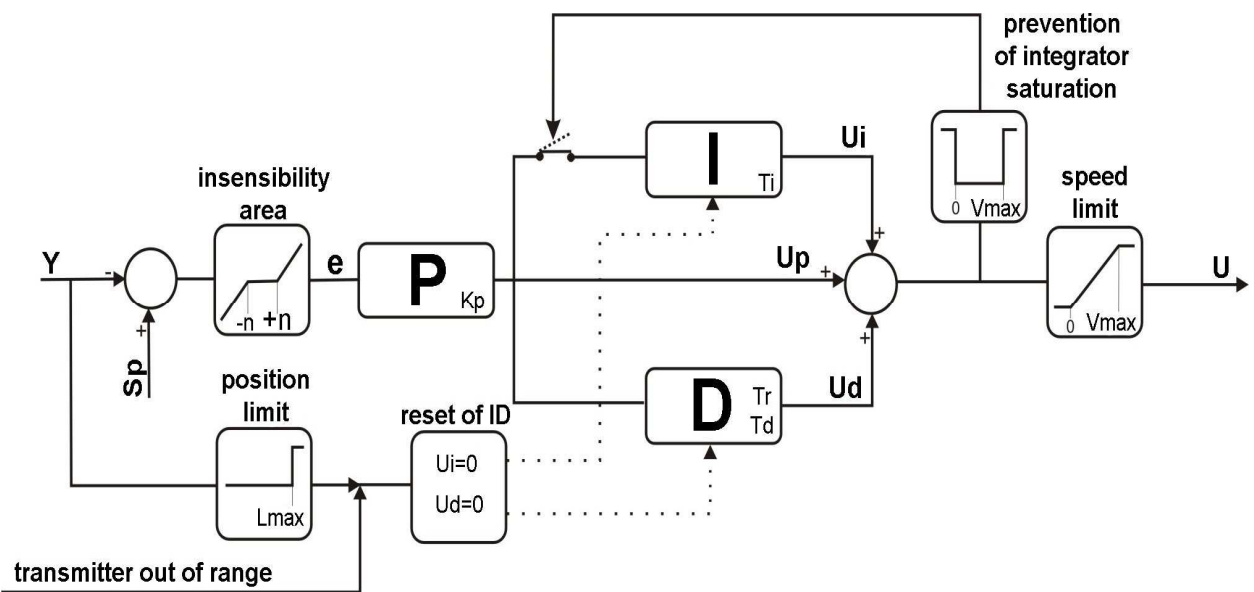 prevention
of integrator
saturation
I
Ti
Ui
+
0 Vmax
speed
limit
insensibility
area
Y
-
+
Sp
-n +n
e
P
Kp
Up
+
U
0 Vmax
position
limit
Lmax
reset of ID
Ui=0
Ud=0
D
Tr
Td
Ud
+
transmitter out of range